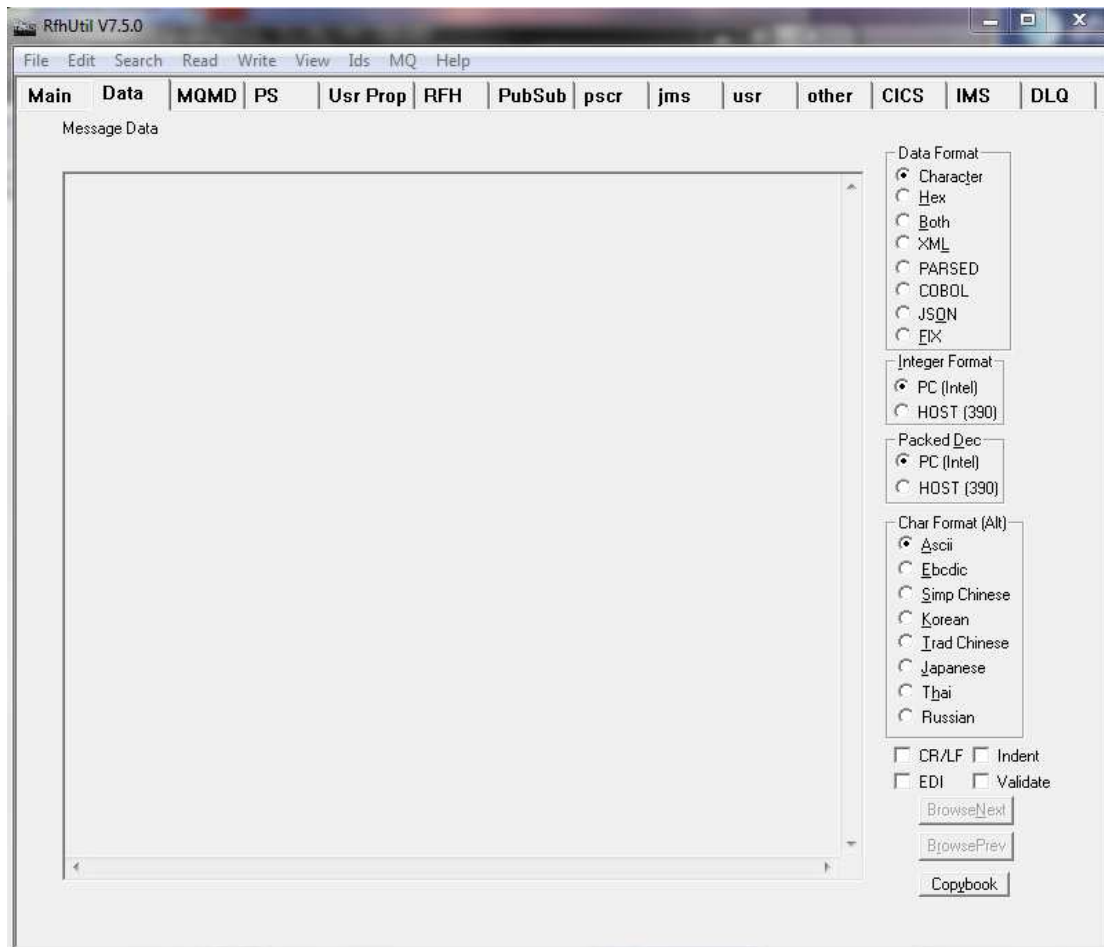 RfhUtil V7.5.0
File Edit Search Read Write View Ids MQ Help
Main Data MQMD PS Usr Prop RFH PubSub pscr jms usr other CICS IMS DLQ
Message Data
Data Format
Character
Hex
Both
XML
PARSED
COBOL
JSON
FIX
Integer Format
PC (Intel)
HOST (390)
Packed Dec
PC (Intel)
HOST (390)
Char Format (Alt)
Ascii
Ebcdic
Simp Chinese
Korean
Trad Chinese
Japanese
Thai
Russian
CR/LF Indent
EDI Validate
BrowseNext
BrowsePrev
Copybook